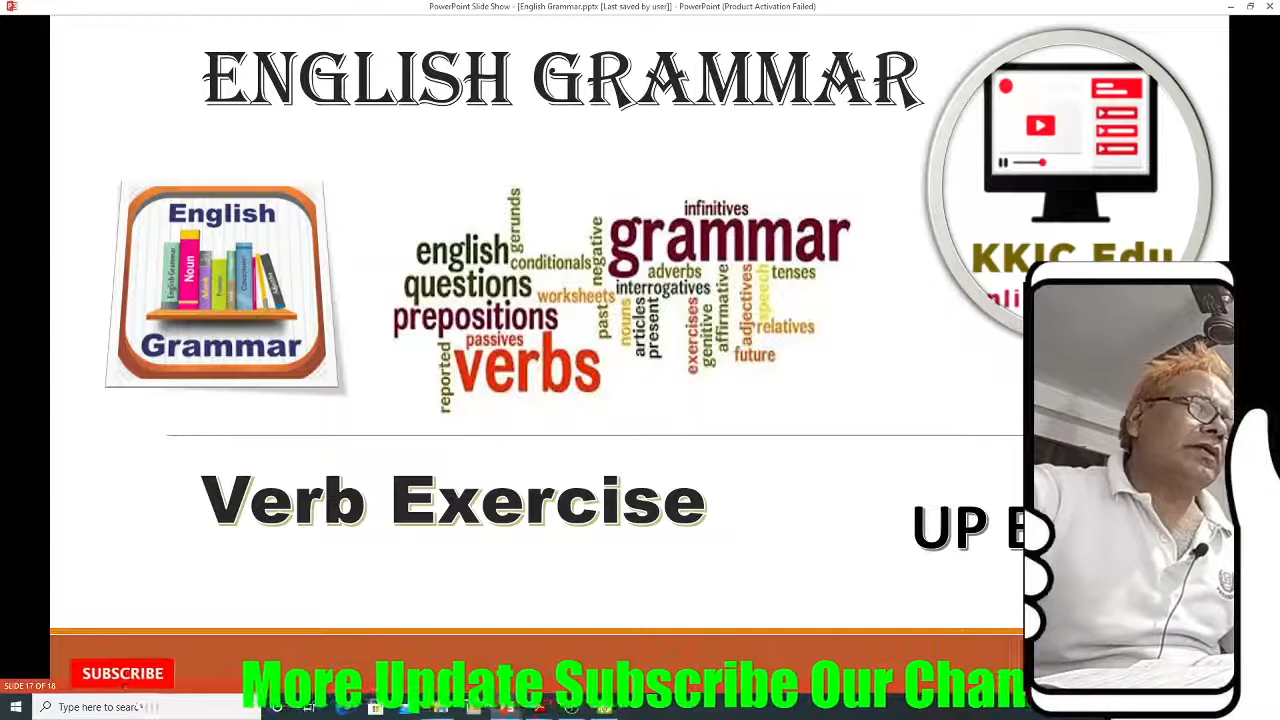 PowerPoint Slide Show - [English Grammar.pptx [Last saved by user]] - PowerPoint (Product Activation Failed)
ENGLISH GRAMMAR
English
English Grammar
Noun
Grammar
english
gerunds
conditionals
negative
infinitives
grammar
questions
worksheets
adverbs
speech
tenses
interrogatives
prepositions
past
nouns
articles
present
exercises
genitive
affirmative
adjectives
relatives
passives
reported
verbs
future
KKIC Edu
Verb Exercise
UP
SUBSCRIBE
More Update Subscribe Our Chan
SLIDE 17 OF 18
Type here to search